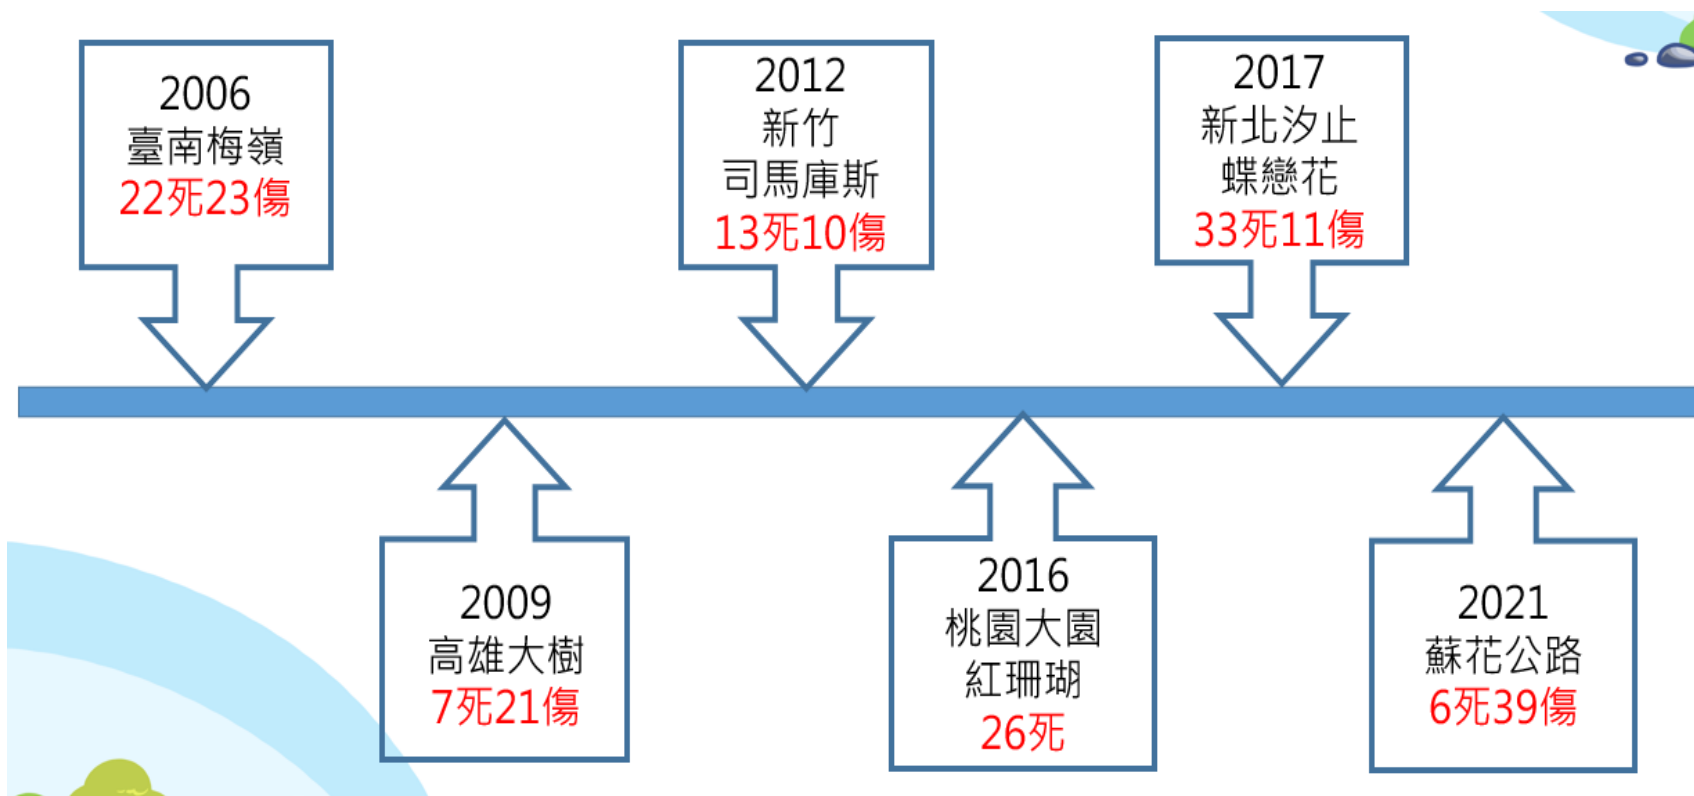 2006
臺南梅嶺
22死23傷
2012
新竹
司馬庫斯
13死10傷
2017
新北汐止
蝶戀花
33死11傷
2009
高雄大樹
7死21傷
2016
桃園大園
紅珊瑚
26死
2021
蘇花公路
6死39傷